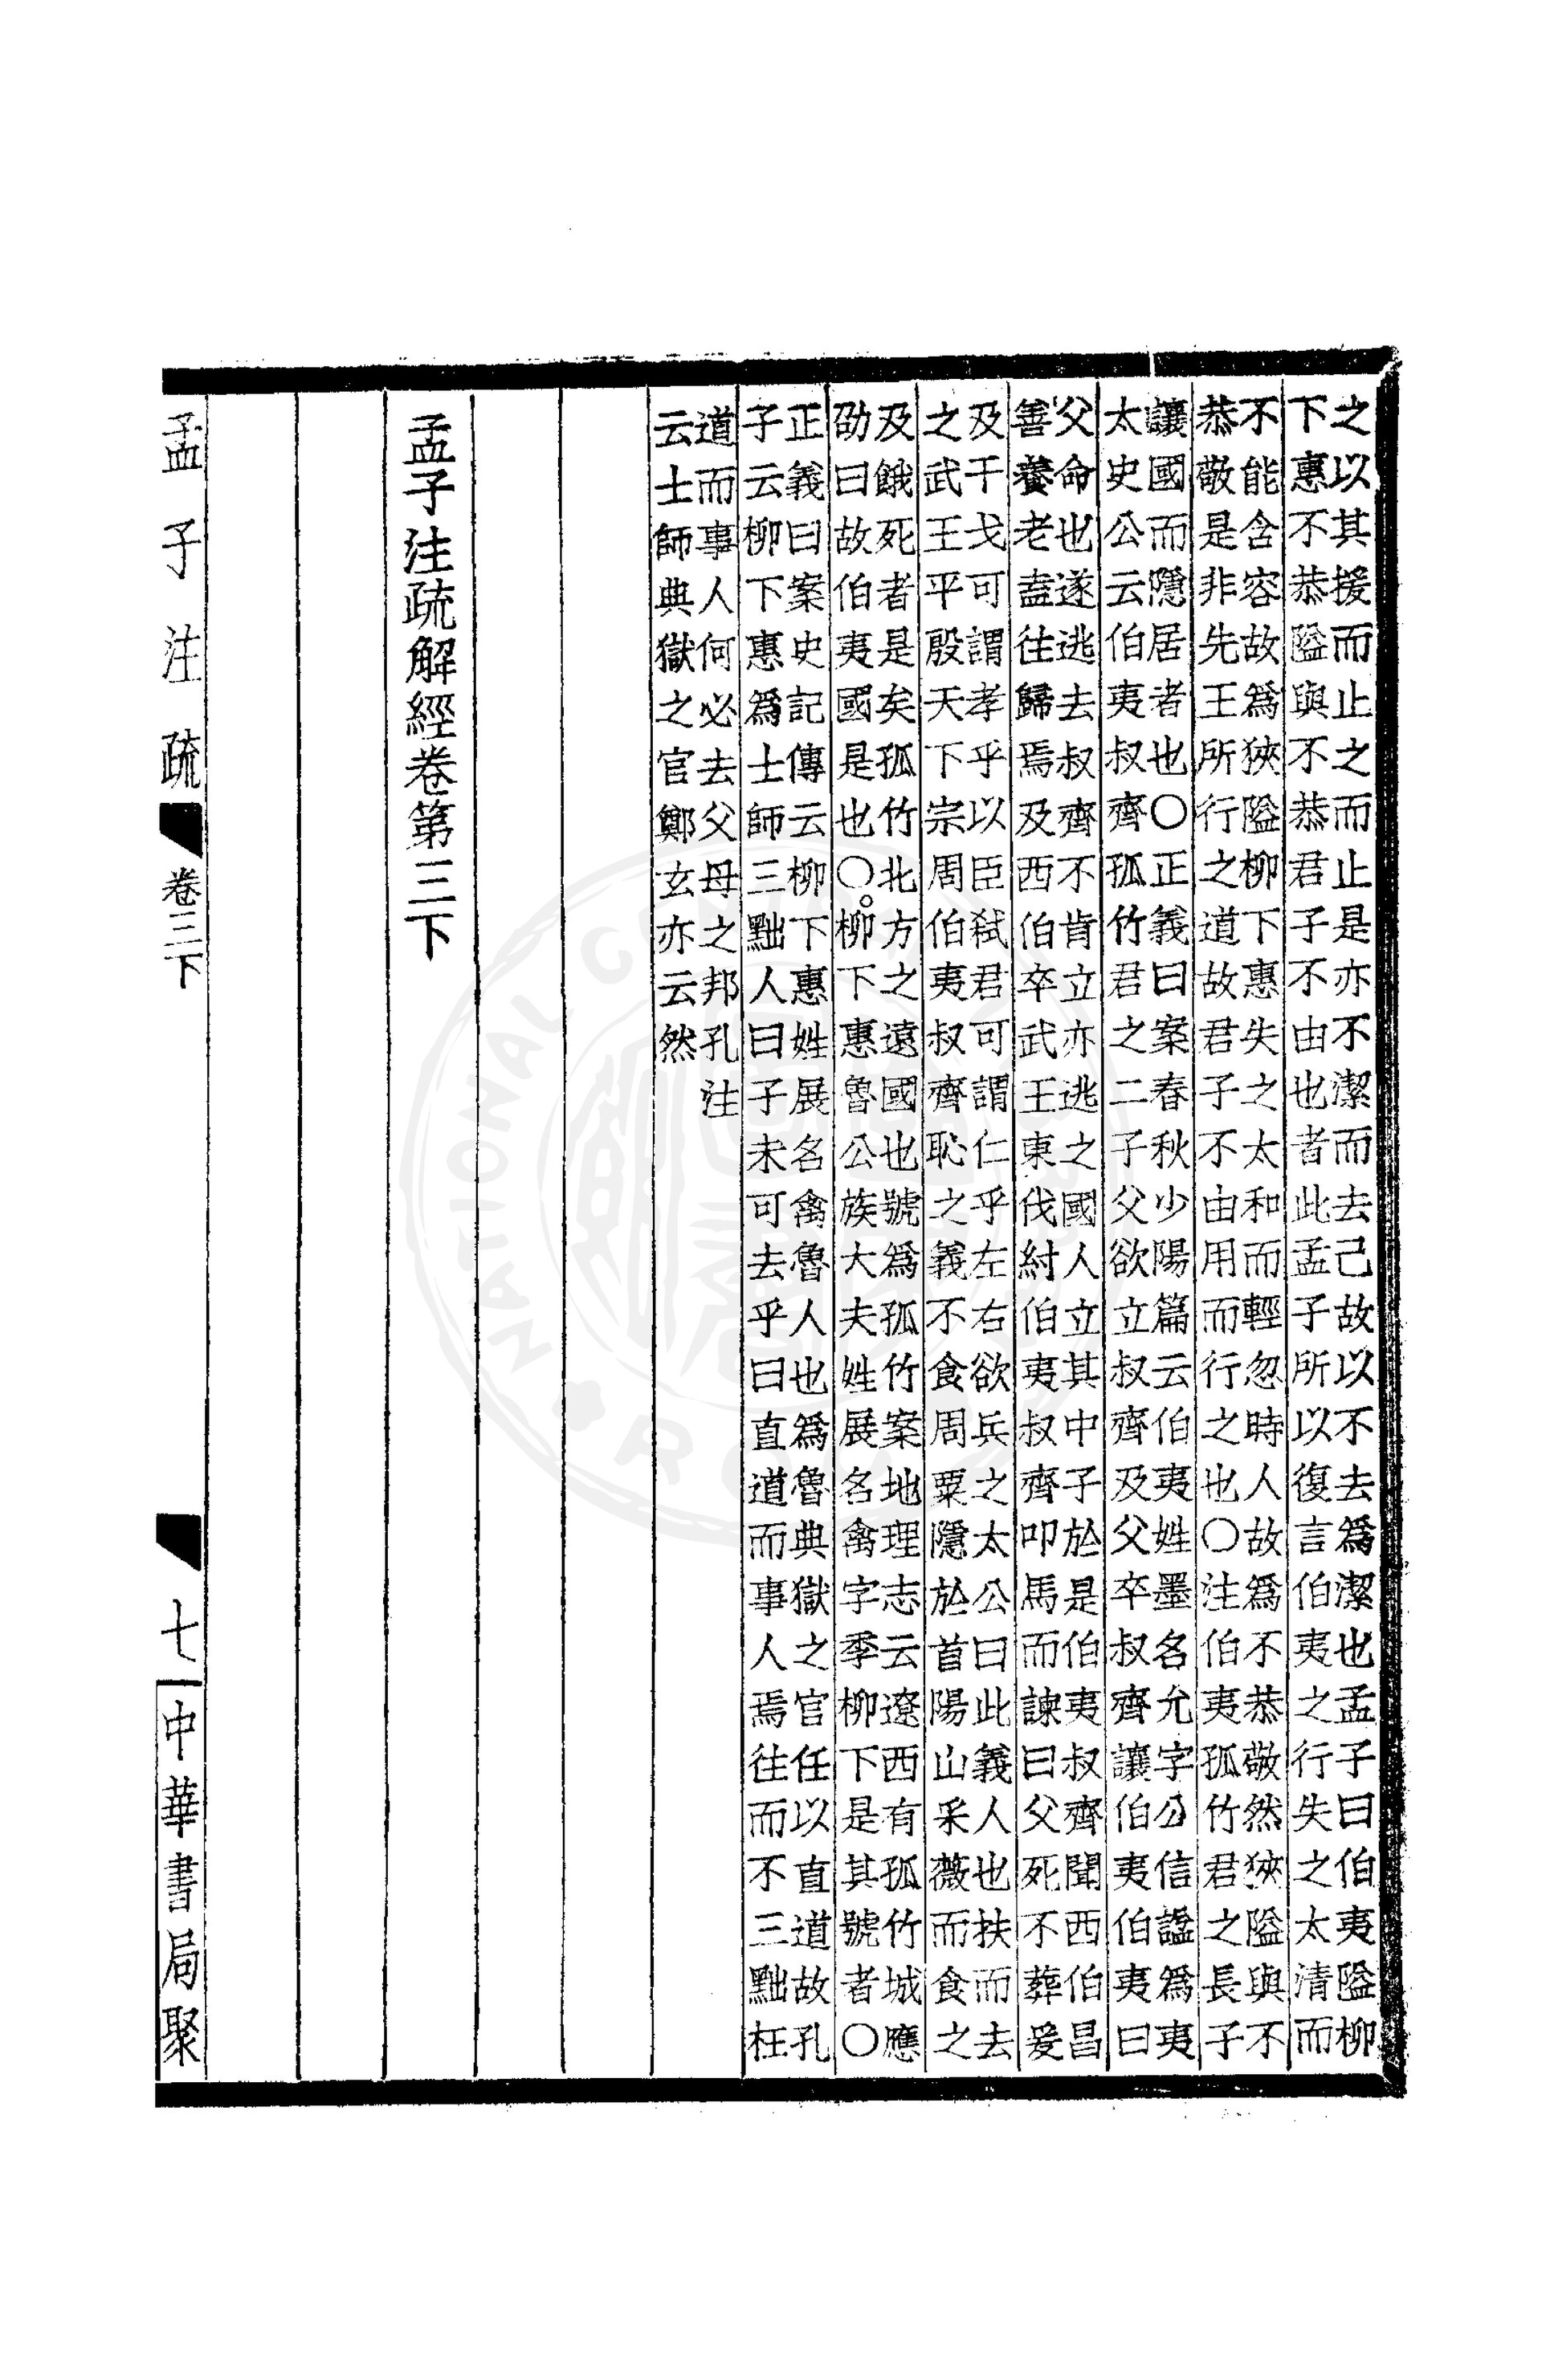 之以其援而止之而止是亦不潔而去己故以不去爲潔也孟子曰伯夷隘柳
下惠不恭隘與不恭君子不由也者此孟子所以復言伯夷之行失之太清而
不能含容故爲狹隘柳下惠失之太和而輕忽時人故爲不恭敬然狹隘與不
恭敬是非先王所行之道故君子不由用而行之也〇注伯夷孤竹君之長子
讓國而隱居者也〇正義曰案春秋少陽篇云伯夷姓墨名允字公信謚爲夷
太史公云伯夷叔齊孤竹君之二子父欲立叔齊及父卒叔齊讓伯夷伯夷曰
父命也遂逃去叔齊不肯立亦逃之國人立其中子於是伯夷叔齊聞西伯昌
善養老盍往歸焉及西伯卒武王東伐紂伯夷叔齊叩馬而諫曰父死不葬爰
及干戈可謂孝乎以臣弑君可謂仁乎左右欲兵之太公曰此義人也扶而去
之武王平殷天下宗周伯夷叔齊恥之義不食周粟隱於首陽山采薇而食之
及餓死者是矣孤竹北方之遠國也號爲孤竹案地理志云遼西有孤竹城應
劭曰故伯夷國是也〇柳下惠魯公族大夫姓展名禽字季柳下是其號者〇
正義曰案史記傳云柳下惠姓展名禽魯人也爲魯典獄之官任以直道故孔
子云柳下惠爲士師三黜人曰子未可去乎曰直道而事人焉往而不三黜枉
道而事人何必去父母之邦孔注
云士師典獄之官鄭玄亦云然
孟子注疏解經卷第三下
孟子注疏 卷三下 七 中華書局聚
NATIONAL CENTRAL
R